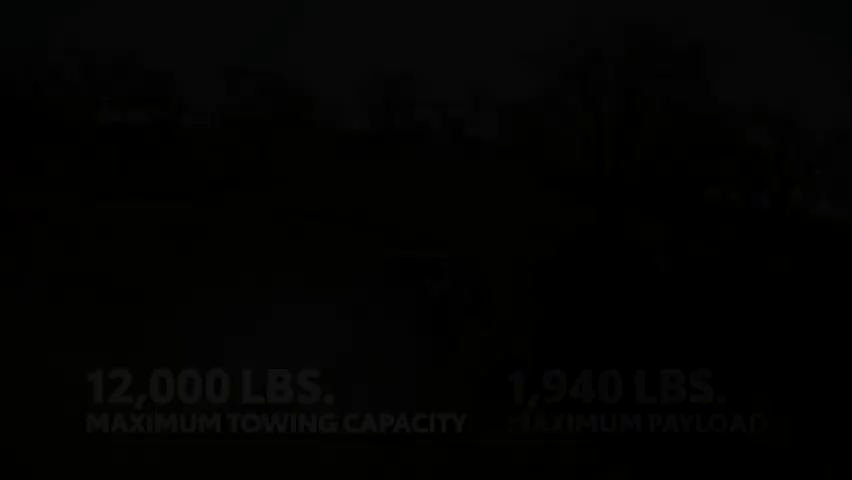 12,000 LBS.
MAXIMUM TOWING CAPACITY
1,940 LBS.
MAXIMUM PAYLOAD